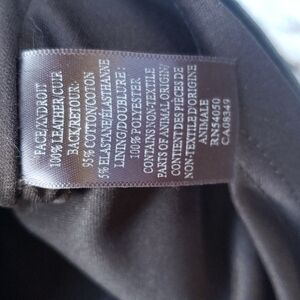 FACE/ANDROIT
100% LEATHER/CUIR
BACK/RETOUR:
95% COTTON/COTON
5% ELASTANE/ELASTHANNE
LINING/DOUBLURE:
100% POLYESTER
CONTAINS NON-TEXTILE
PARTS OF ANIMAL ORIGIN/
CONTIENT DES PIECES DE
NON-TEXTILE D'ORIGINE
ANIMALE
RN54050
CA08349